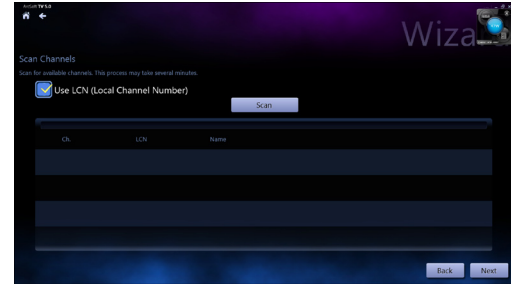 ArcSoft TV 5.0
Wiza
Scan Channels
Scan for available channels. This process may take several minutes.
Use LCN (Local Channel Number)
Scan
Ch. LCN Name
Back Next